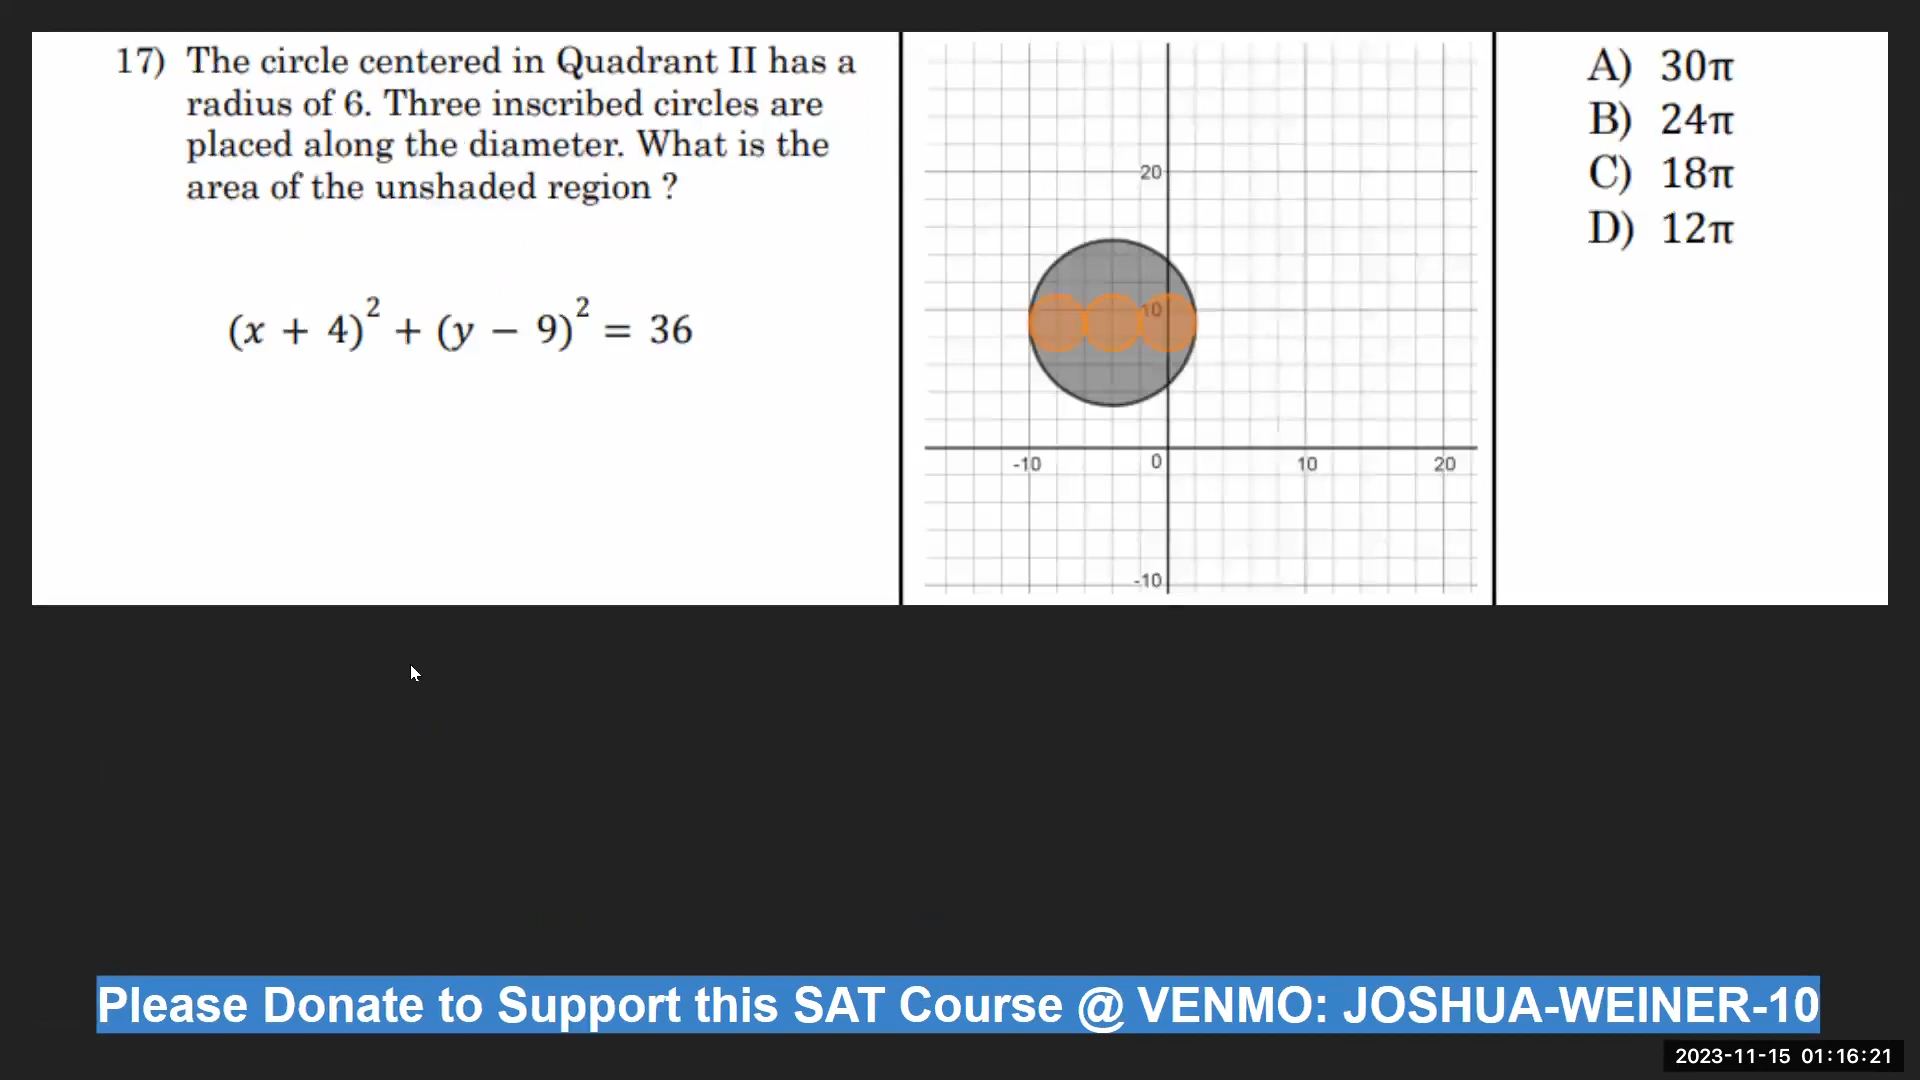 17) The circle centered in Quadrant II has a
radius of 6. Three inscribed circles are
placed along the diameter. What is the
area of the unshaded region ?
(x + 4)² + (y − 9)² = 36
20
10
-10
0
10
20
-10
A) 30π
B) 24π
C) 18π
D) 12π
Please Donate to Support this SAT Course @ VENMO: JOSHUA-WEINER-10
2023-11-15 01:16:21